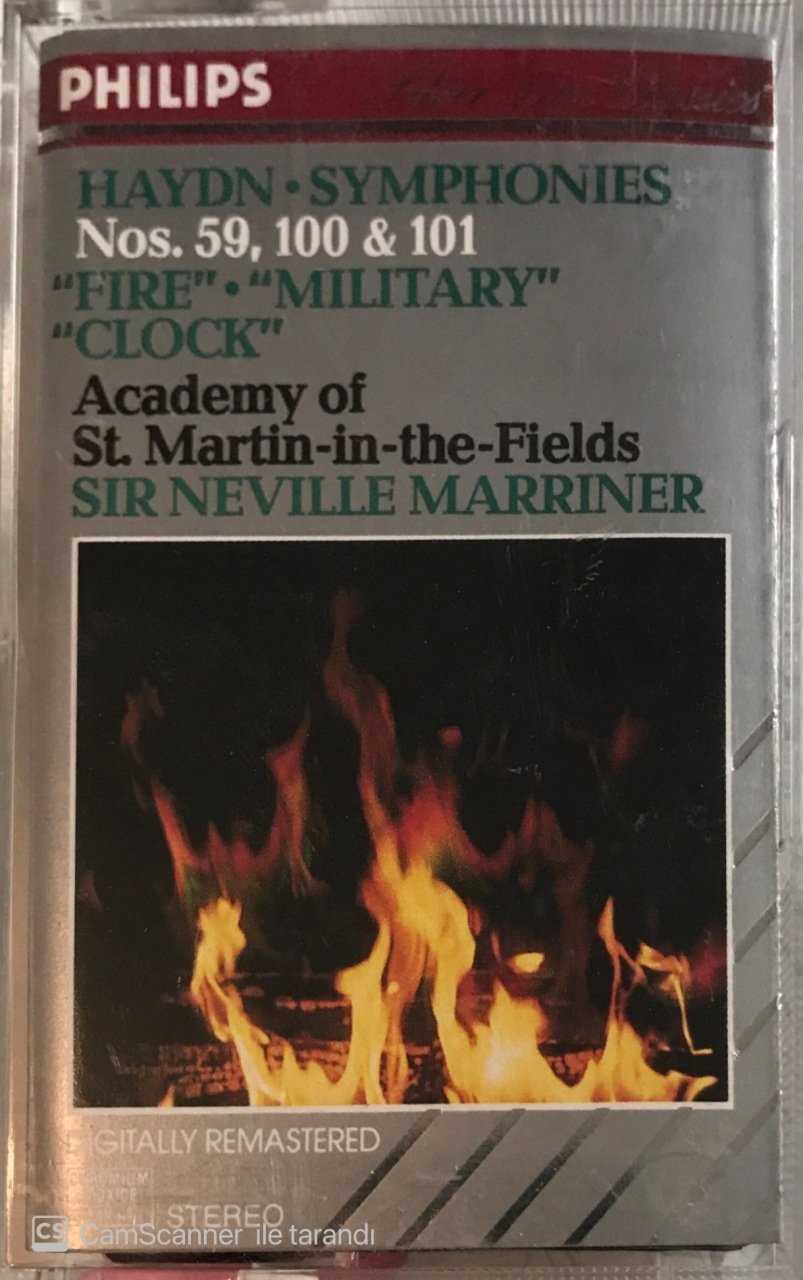 PHILIPS
HAYDN • SYMPHONIES
Nos. 59, 100 & 101
“FIRE” • “MILITARY”
“CLOCK”
Academy of
St. Martin-in-the-Fields
SIR NEVILLE MARRINER
DIGITALLY REMASTERED
STEREO
CS CamScanner ile tarandı